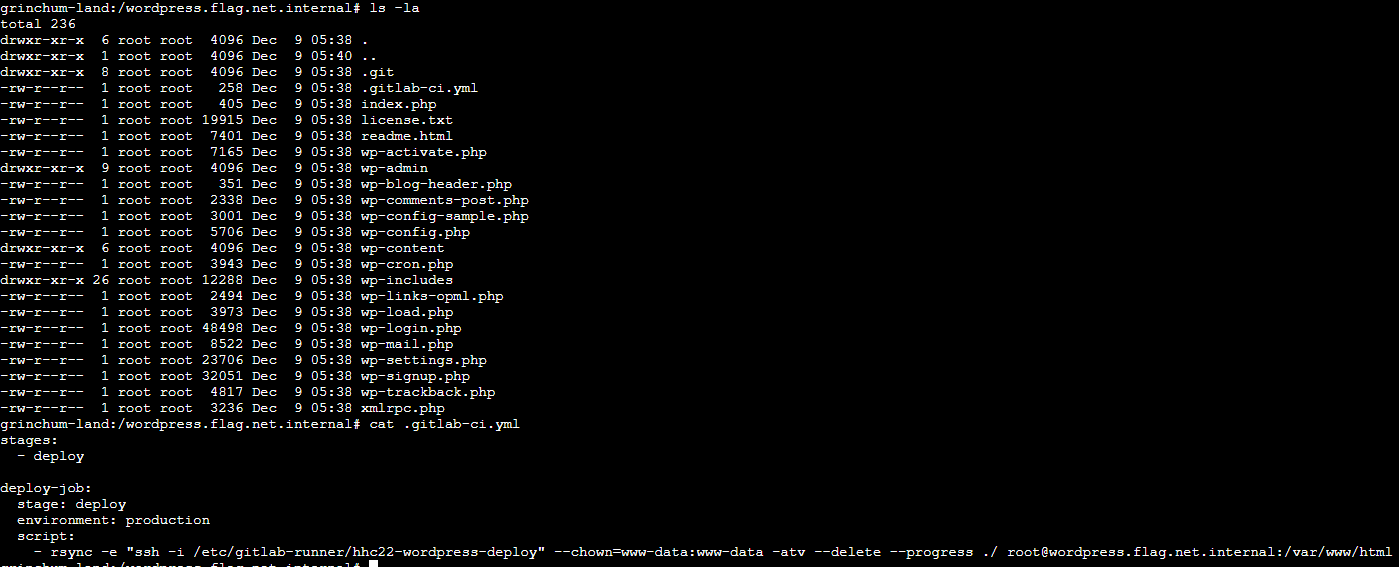 grinchum-land:/wordpress.flag.net.internal# ls -la
total 236
drwxr-xr-x  6 root root  4096 Dec  9 05:38 .
drwxr-xr-x  1 root root  4096 Dec  9 05:40 ..
drwxr-xr-x  8 root root  4096 Dec  9 05:38 .git
-rw-r--r--  1 root root   258 Dec  9 05:38 .gitlab-ci.yml
-rw-r--r--  1 root root   405 Dec  9 05:38 index.php
-rw-r--r--  1 root root 19915 Dec  9 05:38 license.txt
-rw-r--r--  1 root root  7401 Dec  9 05:38 readme.html
-rw-r--r--  1 root root  7165 Dec  9 05:38 wp-activate.php
drwxr-xr-x  9 root root  4096 Dec  9 05:38 wp-admin
-rw-r--r--  1 root root   351 Dec  9 05:38 wp-blog-header.php
-rw-r--r--  1 root root  2338 Dec  9 05:38 wp-comments-post.php
-rw-r--r--  1 root root  3001 Dec  9 05:38 wp-config-sample.php
-rw-r--r--  1 root root  5706 Dec  9 05:38 wp-config.php
drwxr-xr-x  6 root root  4096 Dec  9 05:38 wp-content
-rw-r--r--  1 root root  3943 Dec  9 05:38 wp-cron.php
drwxr-xr-x 26 root root 12288 Dec  9 05:38 wp-includes
-rw-r--r--  1 root root  2494 Dec  9 05:38 wp-links-opml.php
-rw-r--r--  1 root root  3973 Dec  9 05:38 wp-load.php
-rw-r--r--  1 root root 48498 Dec  9 05:38 wp-login.php
-rw-r--r--  1 root root  8522 Dec  9 05:38 wp-mail.php
-rw-r--r--  1 root root 23706 Dec  9 05:38 wp-settings.php
-rw-r--r--  1 root root 32051 Dec  9 05:38 wp-signup.php
-rw-r--r--  1 root root  4817 Dec  9 05:38 wp-trackback.php
-rw-r--r--  1 root root  3236 Dec  9 05:38 xmlrpc.php
grinchum-land:/wordpress.flag.net.internal# cat .gitlab-ci.yml
stages:
  - deploy

deploy-job:
  stage: deploy
  environment: production
  script:
    - rsync -e "ssh -i /etc/gitlab-runner/hhc22-wordpress-deploy" --chown=www-data:www-data -atv --delete --progress ./ root@wordpress.flag.net.internal:/var/www/html
grinchum-land:/wordpress.flag.net.internal#